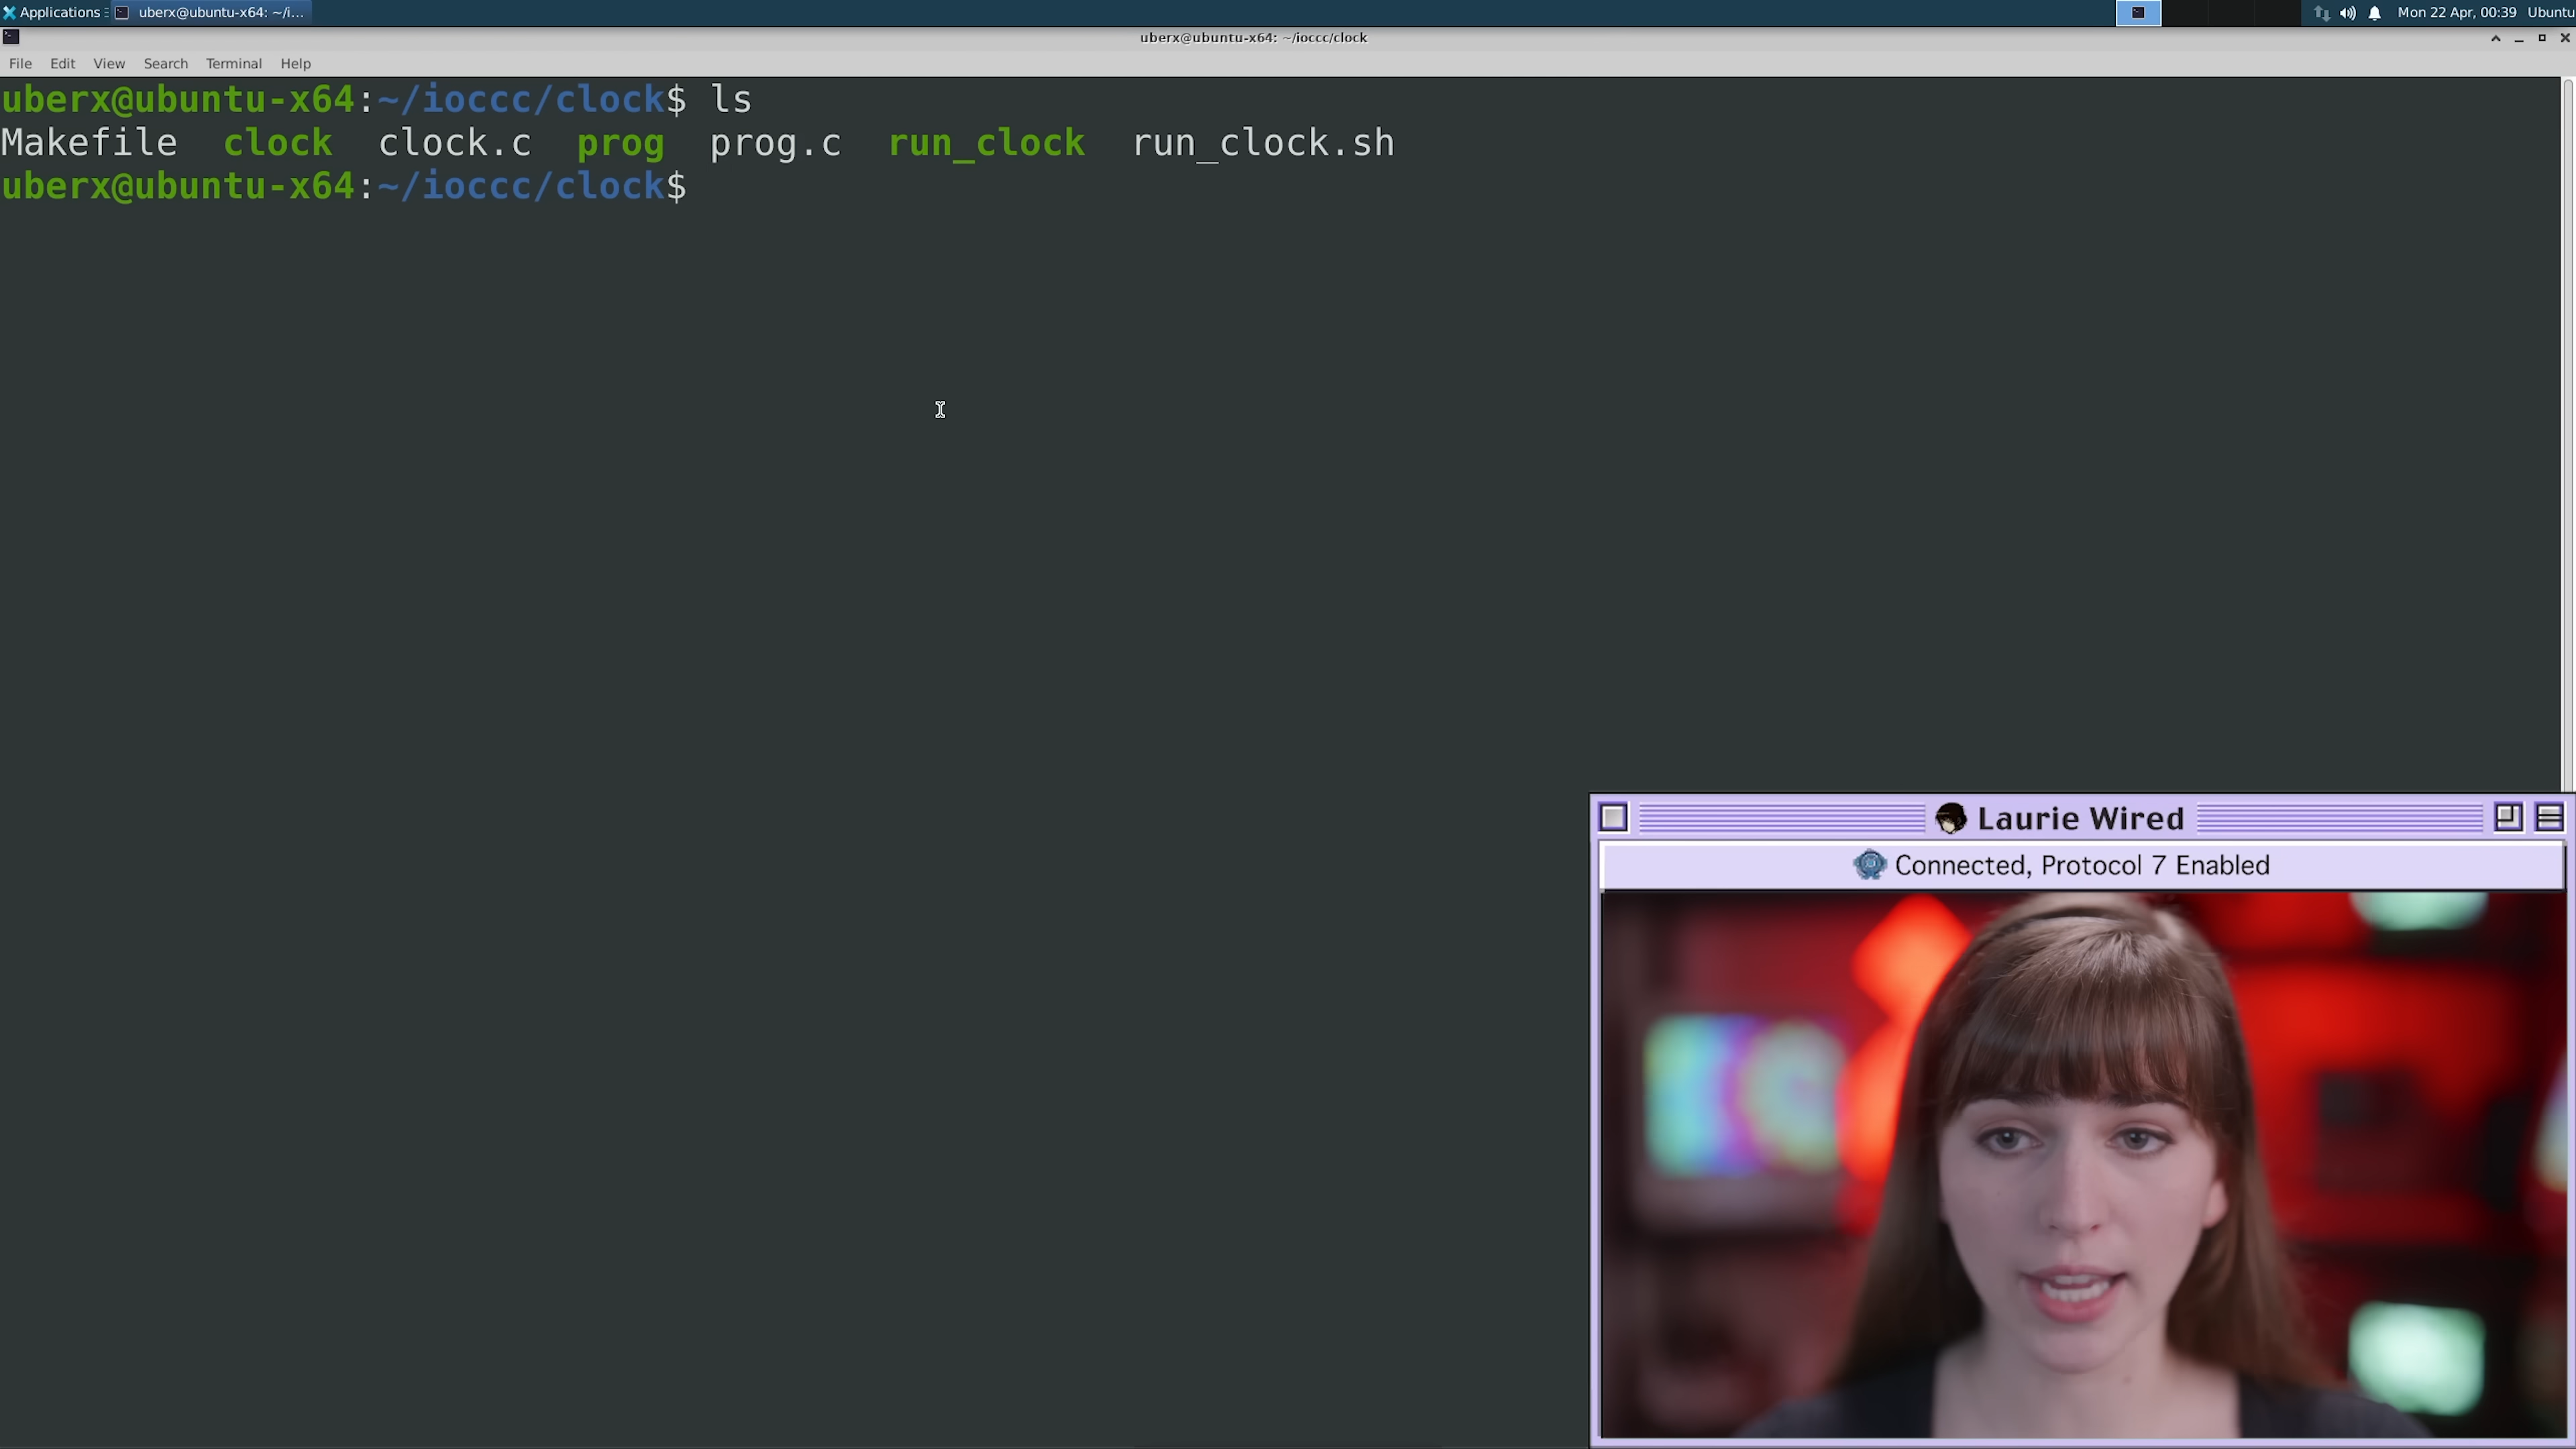 Applications uberx@ubuntu-x64: ~/i... Mon 22 Apr, 00:39 Ubuntu
uberx@ubuntu-x64: ~/ioccc/clock
File Edit View Search Terminal Help
uberx@ubuntu-x64:~/ioccc/clock$ ls
Makefile clock clock.c prog prog.c run_clock run_clock.sh
uberx@ubuntu-x64:~/ioccc/clock$
Laurie Wired
Connected, Protocol 7 Enabled